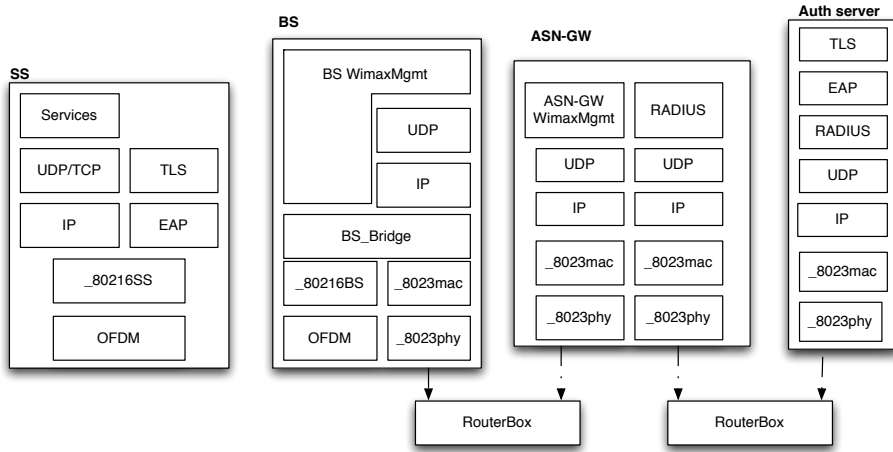 SS
Services
UDP/TCP
TLS
IP
EAP
_80216SS
OFDM
BS
BS WimaxMgmt
UDP
IP
BS_Bridge
_80216BS
_8023mac
OFDM
_8023phy
ASN-GW
ASN-GW
WimaxMgmt
RADIUS
UDP
UDP
IP
IP
_8023mac
_8023mac
_8023phy
_8023phy
Auth server
TLS
EAP
RADIUS
UDP
IP
_8023mac
_8023phy
RouterBox
RouterBox